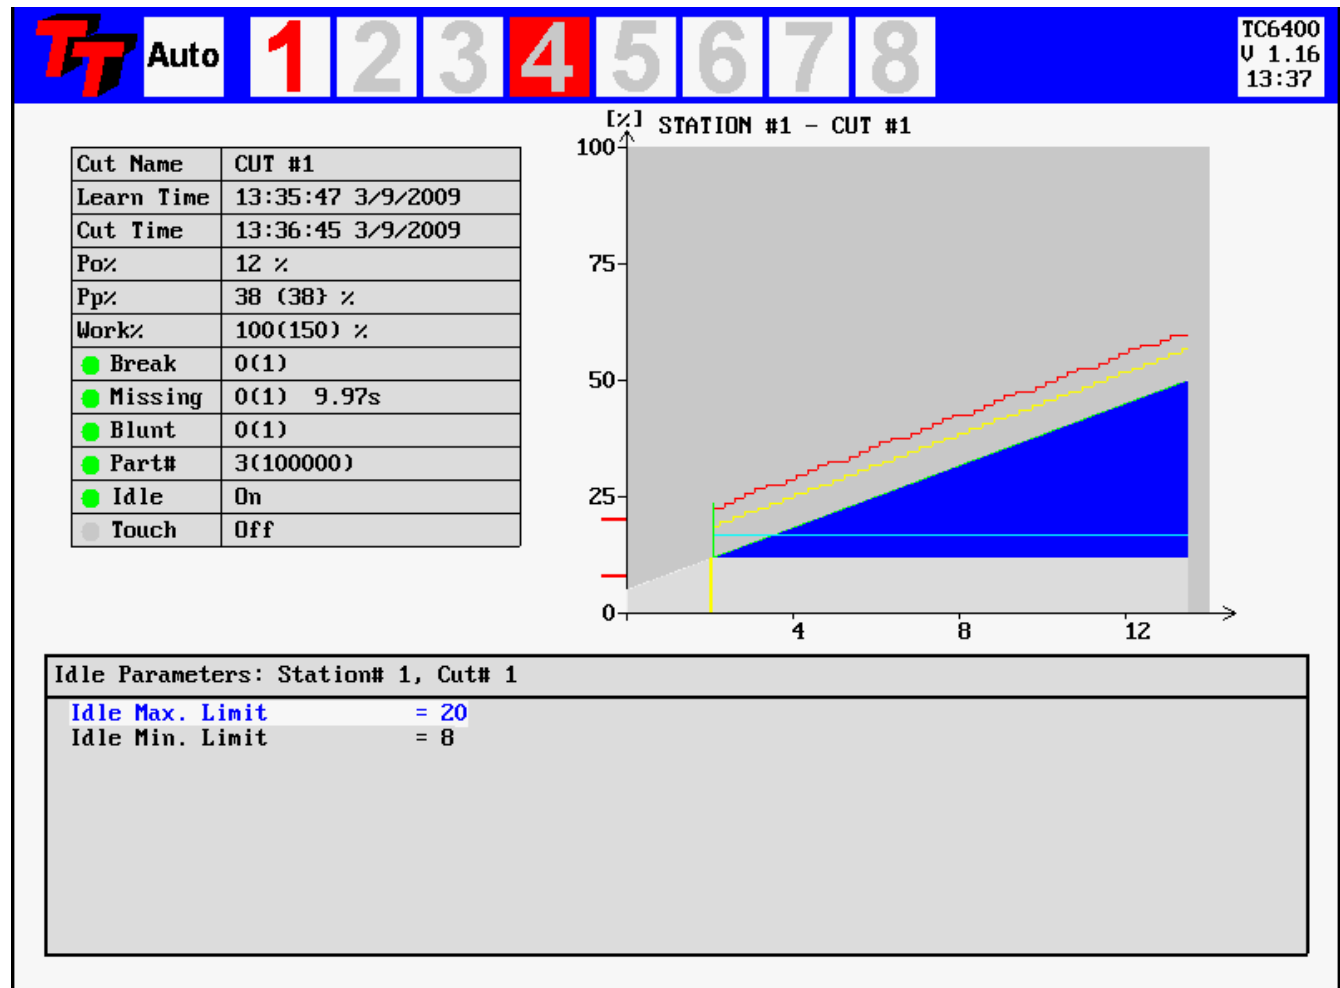 TT Auto 1 2 3 4 5 6 7 8
TC6400
V 1.16
13:37
Cut Name CUT #1
Learn Time 13:35:47 3/9/2009
Cut Time 13:36:45 3/9/2009
Po% 12 %
Pp% 38 (38} %
Work% 100(150) %
Break 0(1)
Missing 0(1) 9.97s
Blunt 0(1)
Part# 3(100000)
Idle On
Touch Off
[%] STATION #1 - CUT #1
100
75
50
25
0
4 8 12
Idle Parameters: Station# 1, Cut# 1
Idle Max. Limit = 20
Idle Min. Limit = 8